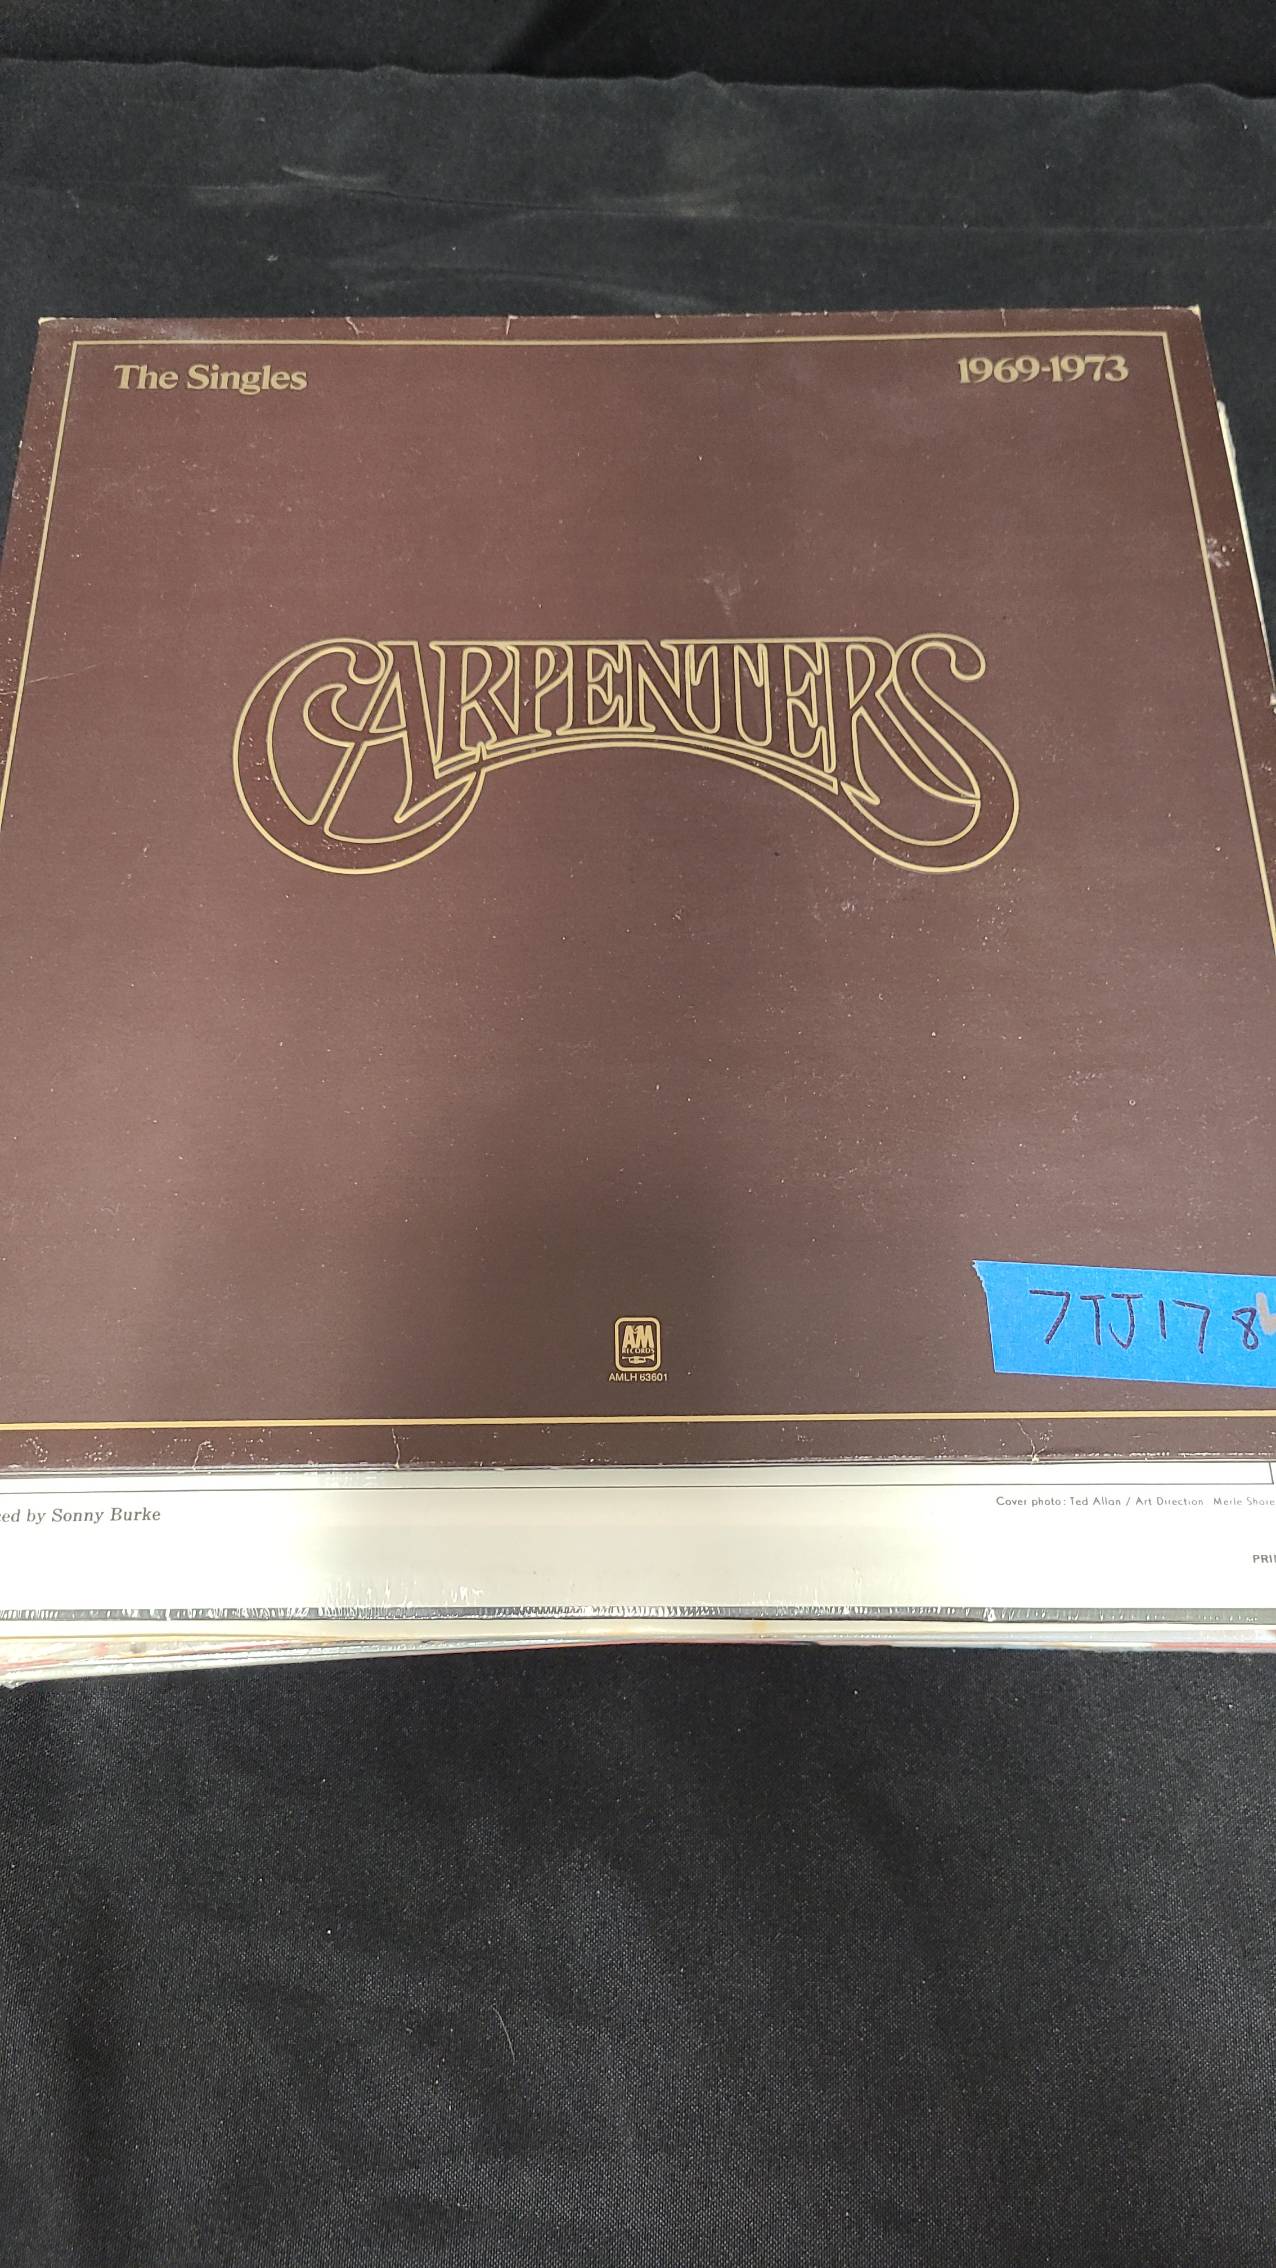 The Singles
1969-1973
CARPENTERS
7TJ178
A&M
RECORDS
AMLH 63601
by Sonny Burke
Cover photo: Ted Allan / Art Direction Merle Shore